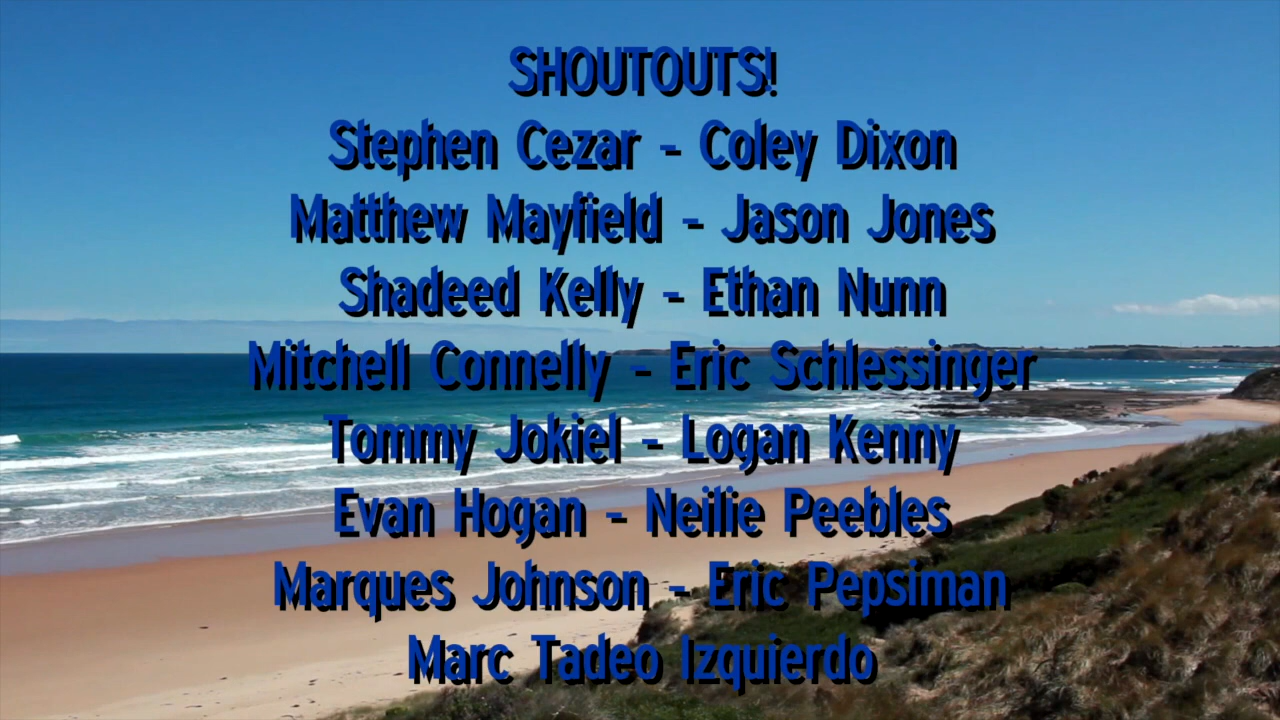 SHOUTOUTS!
Stephen Cezar - Coley Dixon
Matthew Mayfield - Jason Jones
Shadeed Kelly - Ethan Nunn
Mitchell Connelly - Eric Schlessinger
Tommy Jokiel - Logan Kenny
Evan Hogan - Neilie Peebles
Marques Johnson - Eric Pepsiman
Marc Tadeo Izquierdo